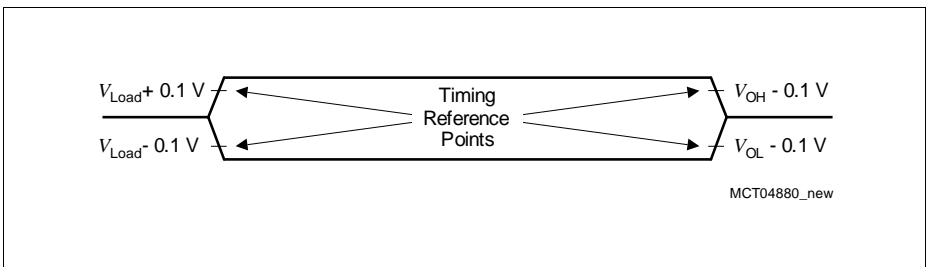 V_Load + 0.1 V
V_Load - 0.1 V
Timing
Reference
Points
V_OH - 0.1 V
V_OL - 0.1 V
MCT04880_new